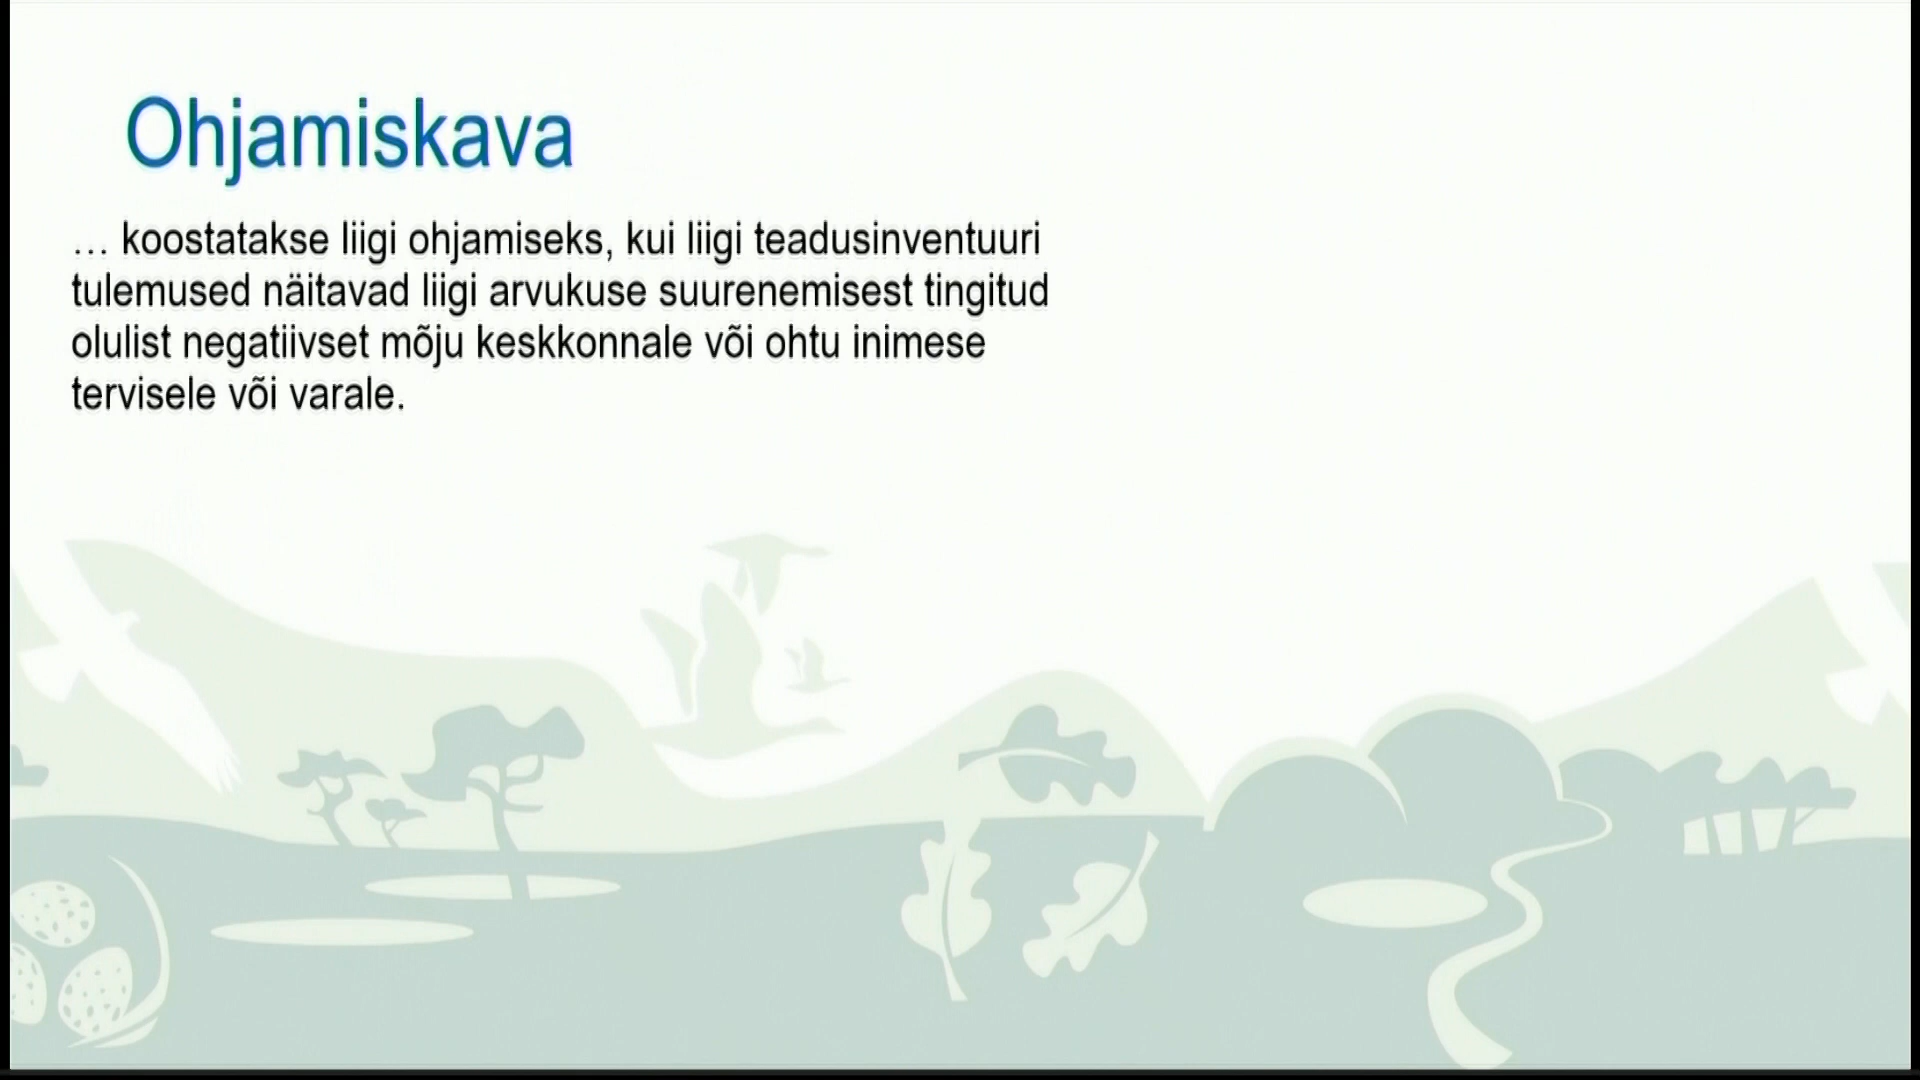 Ohjamiskava
… koostatakse liigi ohjamiseks, kui liigi teadusinventuuri
tulemused näitavad liigi arvukuse suurenemisest tingitud
olulist negatiivset mõju keskkonnale või ohtu inimese
tervisele või varale.